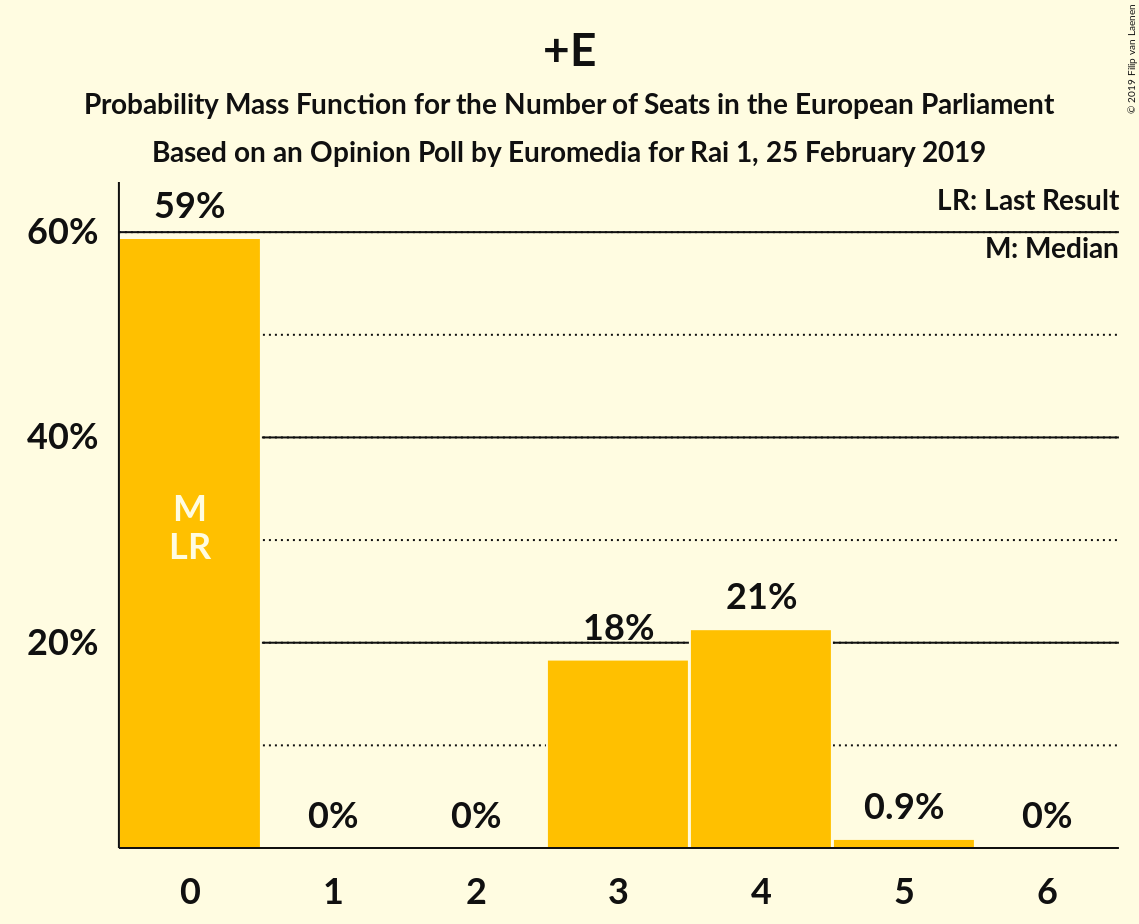 +E
Probability Mass Function for the Number of Seats in the European Parliament
Based on an Opinion Poll by Euromedia for Rai 1, 25 February 2019
© 2019 Filip van Laenen
LR: Last Result
M: Median
60%
40%
20%
59%
M
LR
0%
0%
18%
21%
0.9%
0%
0 1 2 3 4 5 6